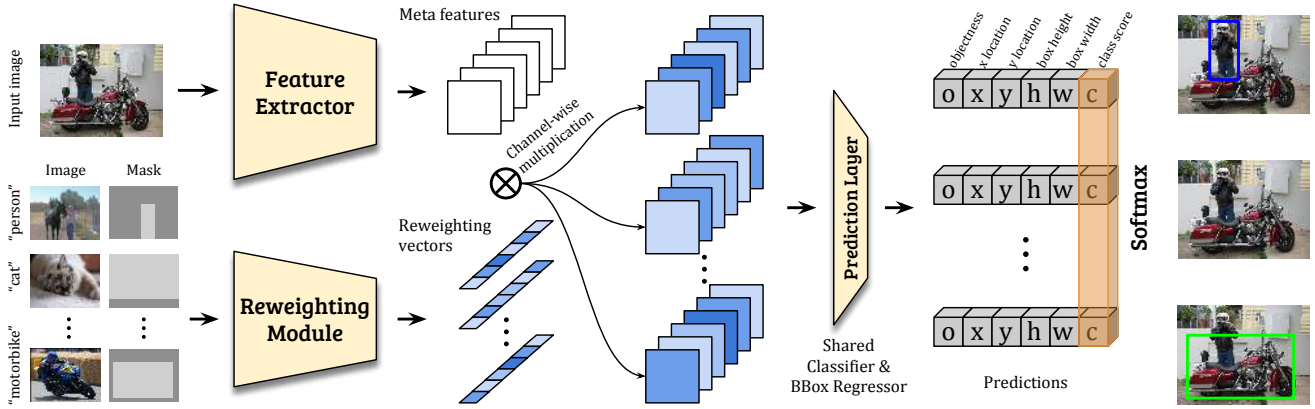 Input image
Feature
Extractor
Meta features
Channel-wise
multiplication
Image
Mask
"person"
"cat"
"motorbike"
Reweighting
Module
Reweighting
vectors
Prediction Layer
Shared
Classifier &
BBox Regressor
objectness
x location
y location
box height
box width
class score
o x y h w c
o x y h w c
o x y h w c
Softmax
Predictions